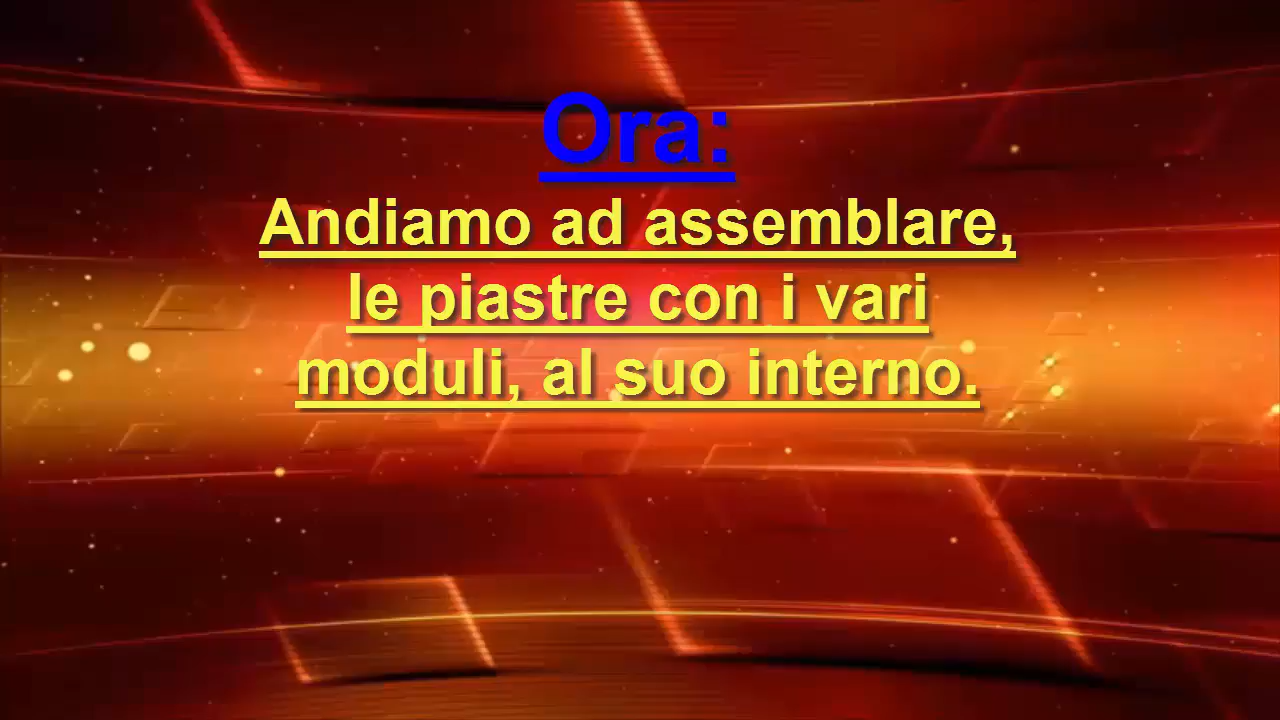 Ora:
Andiamo ad assemblare,
le piastre con i vari
moduli, al suo interno.